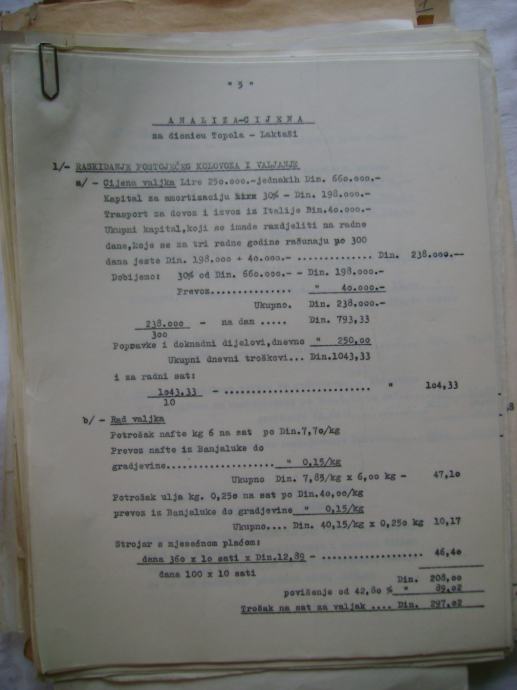 " 5 "
ANALIZA-CIJENA
za dionicu Topola - Laktaši
1/- RASKIDANJE POSTOJEĆEG KOLOVOZA I VALJANJE
a/ - Cijena valjka Lire 250.000.-jednakih Din. 660.000.-
Kapital za amortizaciju 30% - Din. 198.000.-
Trasport za dovoz i izvoz iz Italije Din.40.000.-
Ukupni kapital,koji se imade razdjeliti na radne
dane,koje se za tri radne godine računaju po 300
dana jeste Din. 198.000 + 40.000.- .............. Din. 238.000.--
Dobijemo: 30% od Din. 660.000.- - Din. 198.000.-
Prevoz............... " 40.000.-
Ukupno. Din. 238.000.-
238.000 - na dan ..... Din. 793,33
300
Popravke i doknadni dijelovi,dnevno " 250,00
Ukupni dnevni troškovi... Din.1043,33
i za radni sat:
1043,33 - ............................ " 104,33
10
b/ - Rad valjka
Potrošak nafte kg 6 na sat po Din.7,70/kg
Prevoz nafte iz Banjaluke do
gradjevine.................... " 0,15/kg
Ukupno Din. 7,85/kg x 6,00 kg - 47,10
Potrošak ulja kg. 0,250 na sat po Din.40,00/kg
prevoz iz Banjaluke do gradjevine " 0,15/kg
Ukupno.... Din. 40,15/kg x 0,250 kg 10,17
Strojar s mjesečnom plaćom:
dana 360 x 10 sati x Din.12,89 - ................... 46,40
dana 100 x 10 sati
Din. 208,00
povišenje od 42,80 % " 89,02
Trošak na sat za valjak .... Din. 297,02